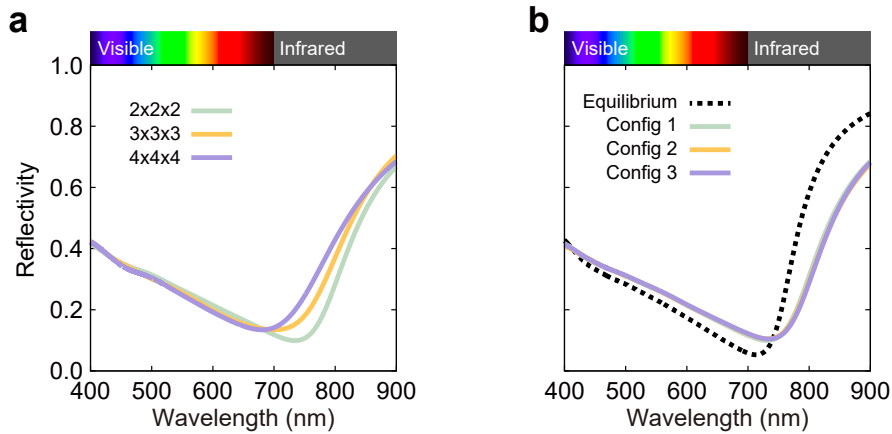 a
Visible
Infrared
1.0
0.8
0.6
0.4
0.2
0.0
Reflectivity
2x2x2
3x3x3
4x4x4
400 500 600 700 800 900
Wavelength (nm)
b
Visible
Infrared
Equilibrium
Config 1
Config 2
Config 3
400 500 600 700 800 900
Wavelength (nm)